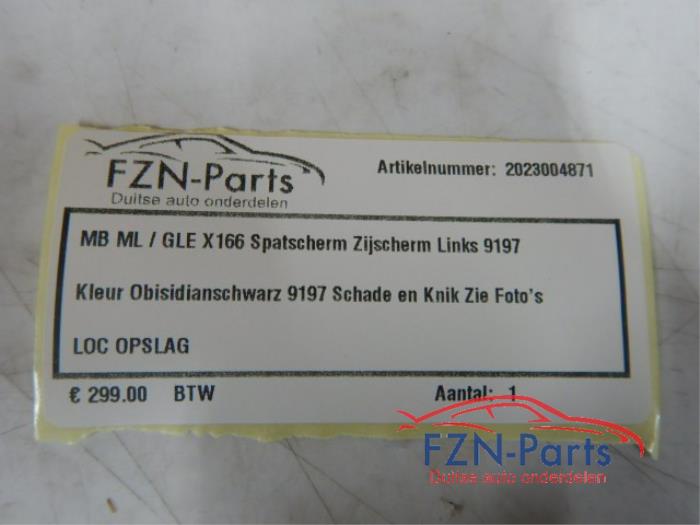 FZN-Parts
Duitse auto onderdelen
Artikelnummer: 2023004871
MB ML / GLE X166 Spatscherm Zijscherm Links 9197
Kleur Obisidianschwarz 9197 Schade en Knik Zie Foto's
LOC OPSLAG
€ 299.00 BTW Aantal: 1
FZN-Parts
Duitse auto onderdelen